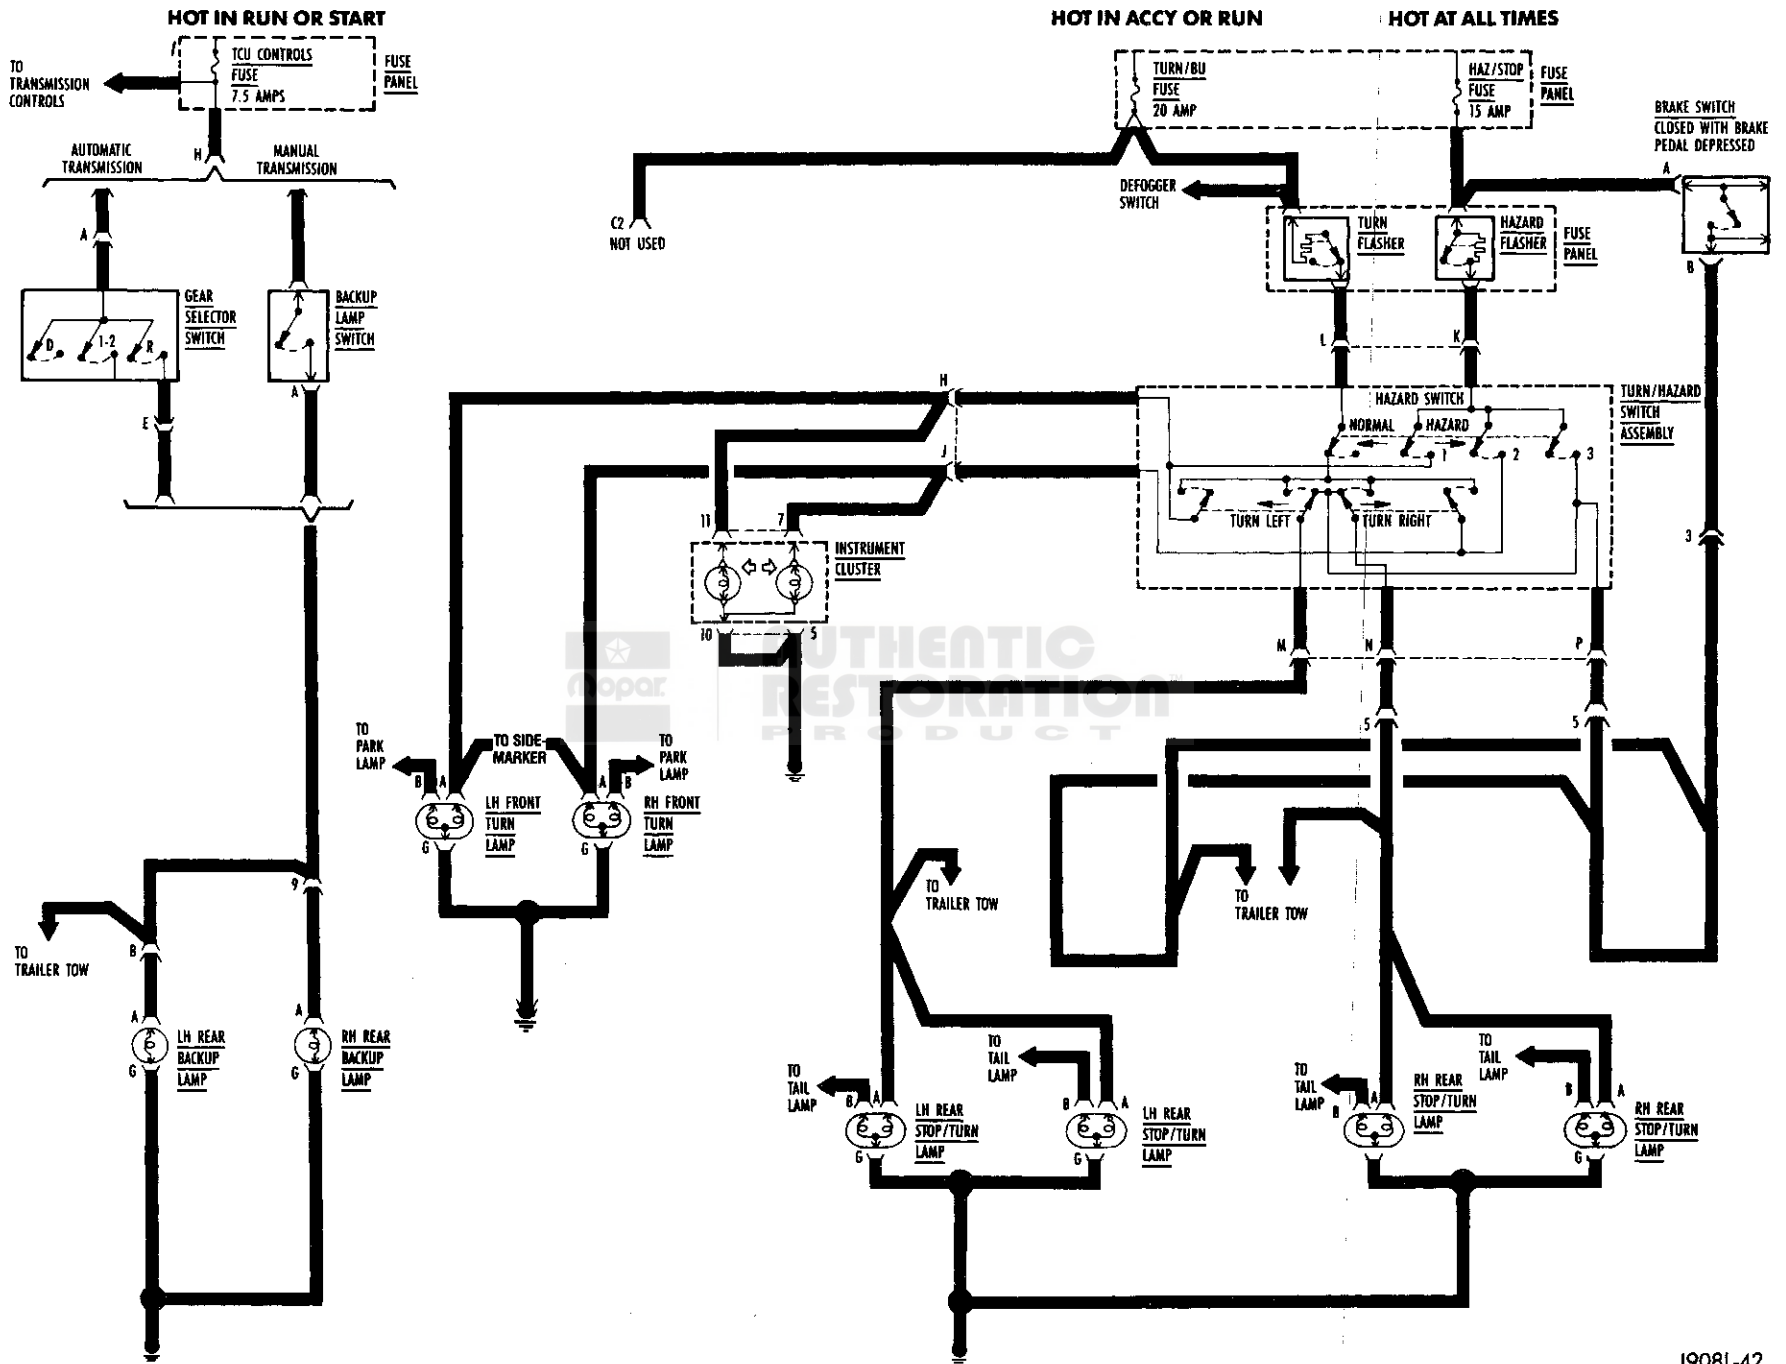 HOT IN RUN OR START
HOT IN ACCY OR RUN
HOT AT ALL TIMES
TO
TRANSMISSION
CONTROLS
TCU CONTROLS
FUSE
7.5 AMPS
FUSE
PANEL
TURN/BU
FUSE
20 AMP
HAZ/STOP
FUSE
15 AMP
FUSE
PANEL
BRAKE SWITCH
CLOSED WITH BRAKE
PEDAL DEPRESSED
AUTOMATIC
TRANSMISSION
H
MANUAL
TRANSMISSION
A
DEFOGGER
SWITCH
C2
NOT USED
TURN
FLASHER
HAZARD
FLASHER
FUSE
PANEL
A
B
GEAR
SELECTOR
SWITCH
D
1-2
R
BACKUP
LAMP
SWITCH
A
E
L
K
H
J
HAZARD SWITCH
NORMAL
HAZARD
1
2
3
TURN LEFT
TURN RIGHT
TURN/HAZARD
SWITCH
ASSEMBLY
11
7
INSTRUMENT
CLUSTER
10
5
3
M
N
P
5
5
Mopar
AUTHENTIC
RESTORATION
PRODUCT
TO
PARK
LAMP
TO SIDE-
MARKER
TO
PARK
LAMP
B
A
A
B
LH FRONT
TURN
LAMP
RH FRONT
TURN
LAMP
G
G
9
TO
TRAILER TOW
B
TO
TRAILER TOW
TO
TRAILER TOW
A
LH REAR
BACKUP
LAMP
G
A
RH REAR
BACKUP
LAMP
G
TO
TAIL
LAMP
B
A
LH REAR
STOP/TURN
LAMP
G
TO
TAIL
LAMP
B
A
LH REAR
STOP/TURN
LAMP
G
TO
TAIL
LAMP
B
A
RH REAR
STOP/TURN
LAMP
TO
TAIL
LAMP
B
A
RH REAR
STOP/TURN
LAMP
G
J908L-42